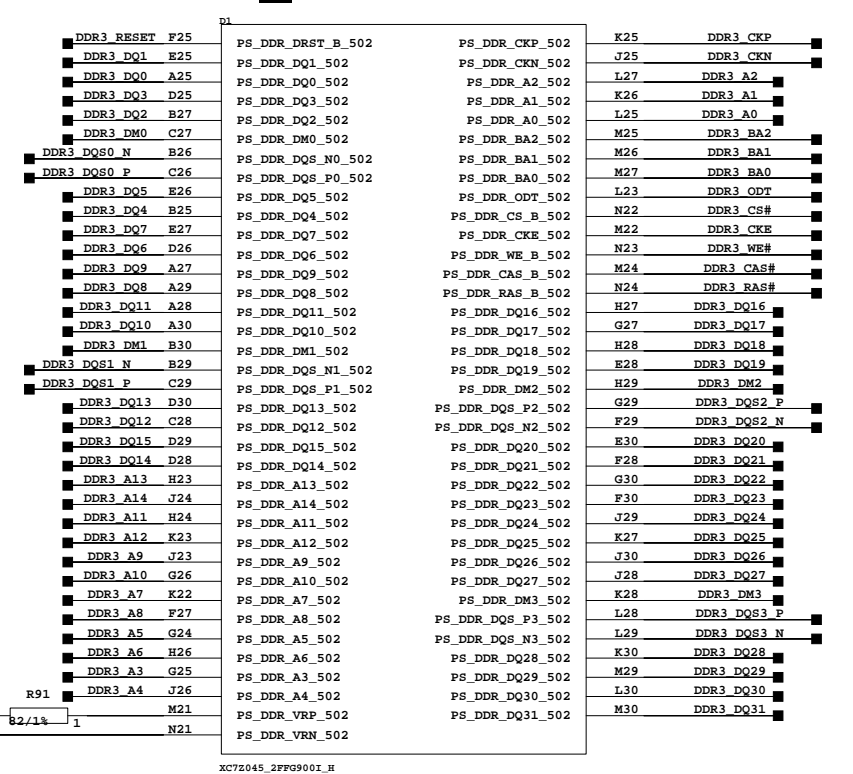 D1
DDR3_RESET F25 PS_DDR_DRST_B_502 PS_DDR_CKP_502 K25 DDR3_CKP
DDR3_DQ1 E25 PS_DDR_DQ1_502 PS_DDR_CKN_502 J25 DDR3_CKN
DDR3_DQ0 A25 PS_DDR_DQ0_502 PS_DDR_A2_502 L27 DDR3_A2
DDR3_DQ3 D25 PS_DDR_DQ3_502 PS_DDR_A1_502 K26 DDR3_A1
DDR3_DQ2 B27 PS_DDR_DQ2_502 PS_DDR_A0_502 L25 DDR3_A0
DDR3_DM0 C27 PS_DDR_DM0_502 PS_DDR_BA2_502 M25 DDR3_BA2
DDR3_DQS0_N B26 PS_DDR_DQS_N0_502 PS_DDR_BA1_502 M26 DDR3_BA1
DDR3_DQS0_P C26 PS_DDR_DQS_P0_502 PS_DDR_BA0_502 M27 DDR3_BA0
DDR3_DQ5 E26 PS_DDR_DQ5_502 PS_DDR_ODT_502 L23 DDR3_ODT
DDR3_DQ4 B25 PS_DDR_DQ4_502 PS_DDR_CS_B_502 N22 DDR3_CS#
DDR3_DQ7 E27 PS_DDR_DQ7_502 PS_DDR_CKE_502 M22 DDR3_CKE
DDR3_DQ6 D26 PS_DDR_DQ6_502 PS_DDR_WE_B_502 N23 DDR3_WE#
DDR3_DQ9 A27 PS_DDR_DQ9_502 PS_DDR_CAS_B_502 M24 DDR3_CAS#
DDR3_DQ8 A29 PS_DDR_DQ8_502 PS_DDR_RAS_B_502 N24 DDR3_RAS#
DDR3_DQ11 A28 PS_DDR_DQ11_502 PS_DDR_DQ16_502 H27 DDR3_DQ16
DDR3_DQ10 A30 PS_DDR_DQ10_502 PS_DDR_DQ17_502 G27 DDR3_DQ17
DDR3_DM1 B30 PS_DDR_DM1_502 PS_DDR_DQ18_502 H28 DDR3_DQ18
DDR3_DQS1_N B29 PS_DDR_DQS_N1_502 PS_DDR_DQ19_502 E28 DDR3_DQ19
DDR3_DQS1_P C29 PS_DDR_DQS_P1_502 PS_DDR_DM2_502 H29 DDR3_DM2
DDR3_DQ13 D30 PS_DDR_DQ13_502 PS_DDR_DQS_P2_502 G29 DDR3_DQS2_P
DDR3_DQ12 C28 PS_DDR_DQ12_502 PS_DDR_DQS_N2_502 F29 DDR3_DQS2_N
DDR3_DQ15 D29 PS_DDR_DQ15_502 PS_DDR_DQ20_502 E30 DDR3_DQ20
DDR3_DQ14 D28 PS_DDR_DQ14_502 PS_DDR_DQ21_502 F28 DDR3_DQ21
DDR3_A13 H23 PS_DDR_A13_502 PS_DDR_DQ22_502 G30 DDR3_DQ22
DDR3_A14 J24 PS_DDR_A14_502 PS_DDR_DQ23_502 F30 DDR3_DQ23
DDR3_A11 H24 PS_DDR_A11_502 PS_DDR_DQ24_502 J29 DDR3_DQ24
DDR3_A12 K23 PS_DDR_A12_502 PS_DDR_DQ25_502 K27 DDR3_DQ25
DDR3_A9 J23 PS_DDR_A9_502 PS_DDR_DQ26_502 J30 DDR3_DQ26
DDR3_A10 G26 PS_DDR_A10_502 PS_DDR_DQ27_502 J28 DDR3_DQ27
DDR3_A7 K22 PS_DDR_A7_502 PS_DDR_DM3_502 K28 DDR3_DM3
DDR3_A8 F27 PS_DDR_A8_502 PS_DDR_DQS_P3_502 L28 DDR3_DQS3_P
DDR3_A5 G24 PS_DDR_A5_502 PS_DDR_DQS_N3_502 L29 DDR3_DQS3_N
DDR3_A6 H26 PS_DDR_A6_502 PS_DDR_DQ28_502 K30 DDR3_DQ28
DDR3_A3 G25 PS_DDR_A3_502 PS_DDR_DQ29_502 M29 DDR3_DQ29
R91 DDR3_A4 J26 PS_DDR_A4_502 PS_DDR_DQ30_502 L30 DDR3_DQ30
82/1% 1 M21 PS_DDR_VRP_502 PS_DDR_DQ31_502 M30 DDR3_DQ31
N21 PS_DDR_VRN_502
XC7Z045_2FFG900I_H